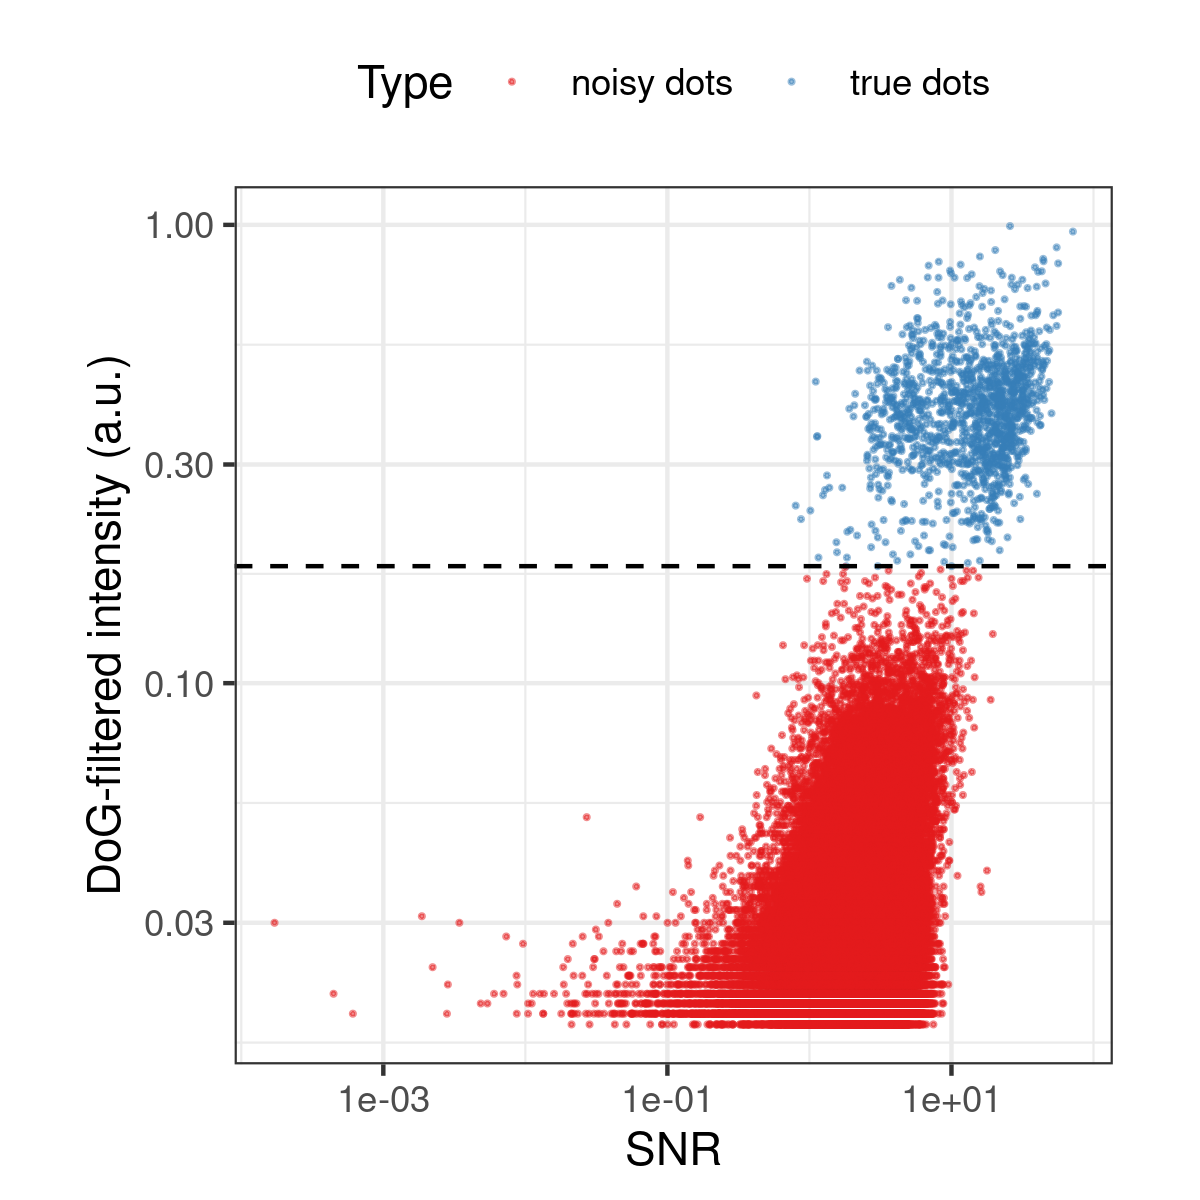 Type noisy dots true dots
1.00
0.30
0.10
0.03
DoG-filtered intensity (a.u.)
1e-03 1e-01 1e+01
SNR